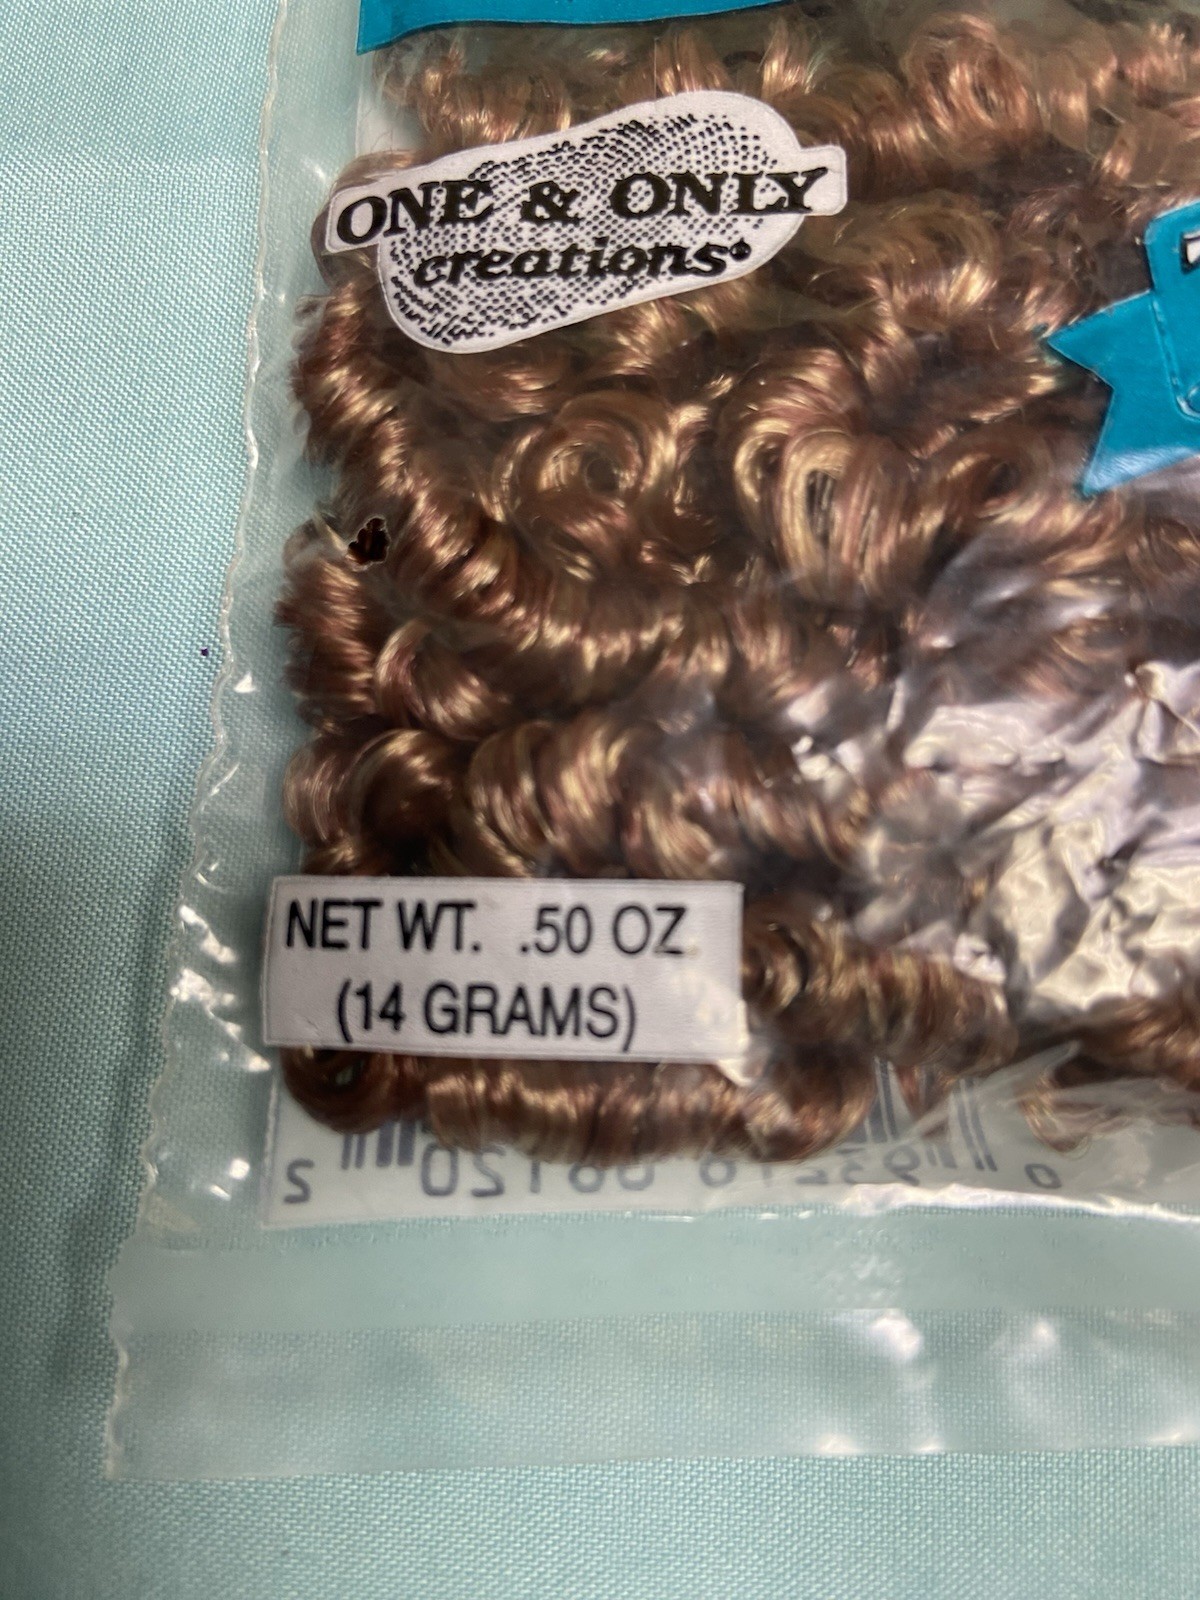 ONE & ONLY
creations®
NET WT. .50 OZ.
(14 GRAMS)